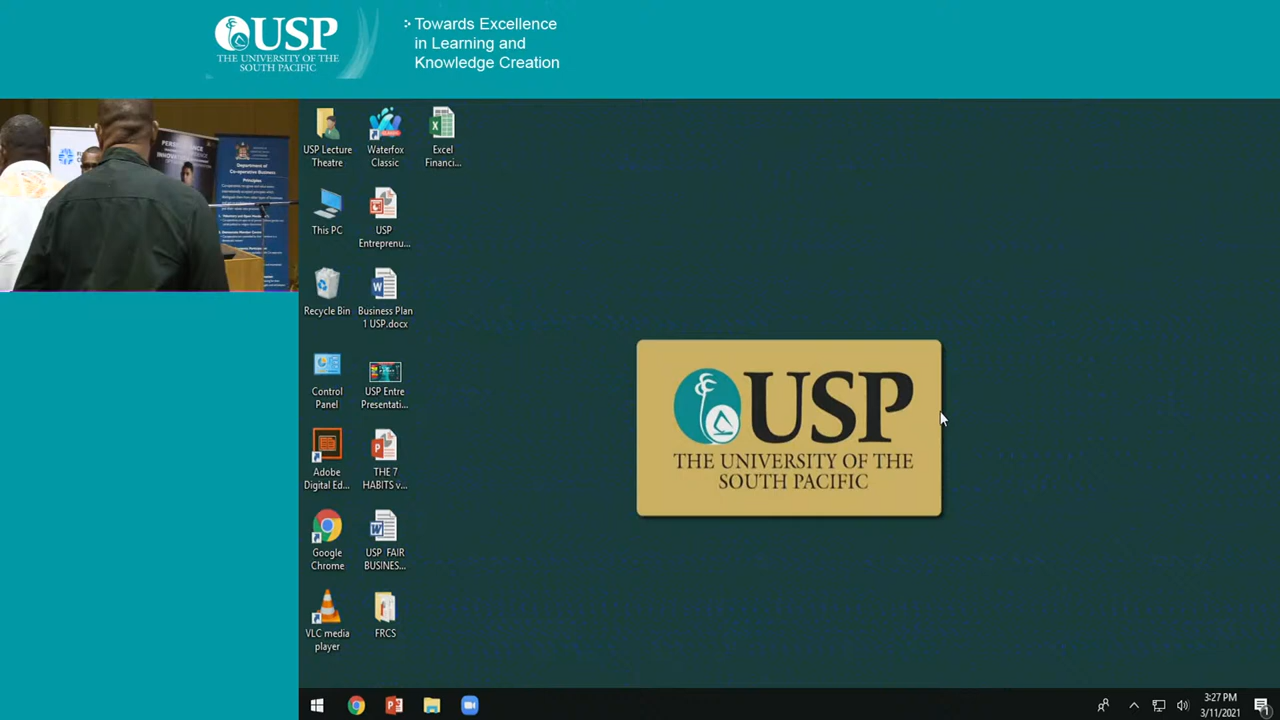 USP
THE UNIVERSITY OF THE
SOUTH PACIFIC
Towards Excellence
in Learning and
Knowledge Creation
Department of
Co-operative Business
Principles
USP Lecture
Theatre
Waterfox
Classic
Excel
Financi...
This PC
USP
Entreprenu...
Recycle Bin
Business Plan
1 USP.docx
Control
Panel
USP Entre
Presentati...
Adobe
Digital Ed...
THE 7
HABITS v...
Google
Chrome
USP FAIR
BUSINES...
VLC media
player
FRCS
USP
THE UNIVERSITY OF THE
SOUTH PACIFIC
3:27 PM
3/11/2021